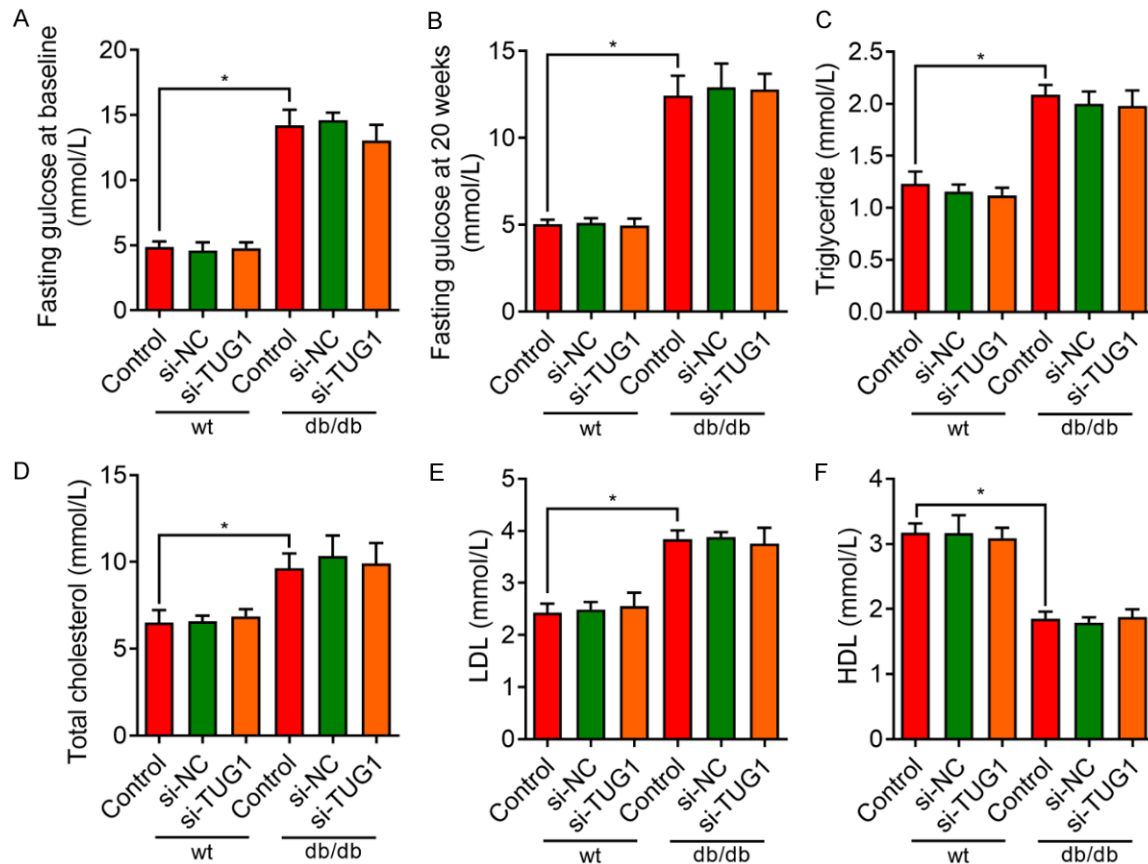 A
Fasting gulcose at baseline
(mmol/L)
20
15
10
5
0
*
Control
si-NC
si-TUG1
Control
si-NC
si-TUG1
wt
db/db
B
Fasting gulcose at 20 weeks
(mmol/L)
15
10
5
0
*
Control
si-NC
si-TUG1
Control
si-NC
si-TUG1
wt
db/db
C
Triglyceride (mmol/L)
2.5
2.0
1.5
1.0
0.5
0.0
*
Control
si-NC
si-TUG1
Control
si-NC
si-TUG1
wt
db/db
D
Total cholesterol (mmol/L)
15
10
5
0
*
Control
si-NC
si-TUG1
Control
si-NC
si-TUG1
wt
db/db
E
LDL (mmol/L)
5
4
3
2
1
0
*
Control
si-NC
si-TUG1
Control
si-NC
si-TUG1
wt
db/db
F
HDL (mmol/L)
4
3
2
1
0
*
Control
si-NC
si-TUG1
Control
si-NC
si-TUG1
wt
db/db